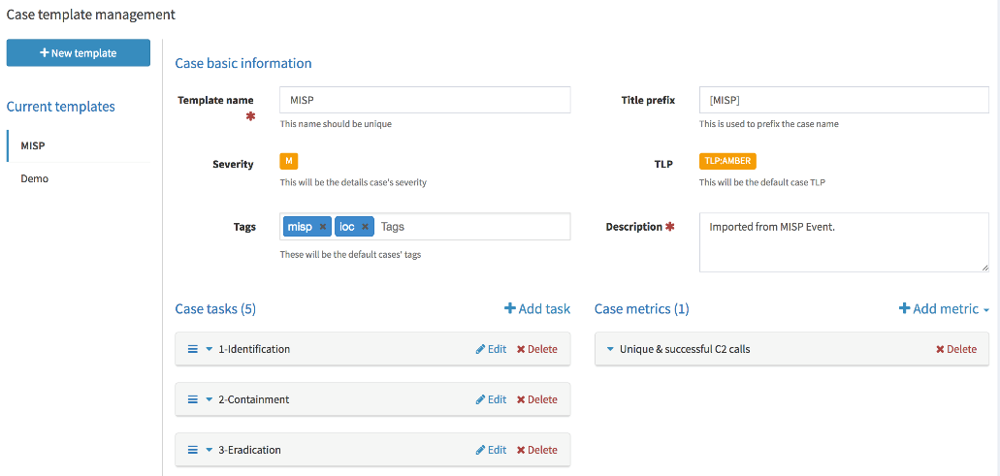 Case template management
New template
Current templates
MISP
Demo
Case basic information
Template name
MISP
This name should be unique
Title prefix
[MISP]
This is used to prefix the case name
Severity
M
This will be the details case's severity
TLP
TLP:AMBER
This will be the default case TLP
Tags
misp ioc Tags
These will be the default cases' tags
Description
Imported from MISP Event.
Case tasks (5)
Add task
1-Identification Edit Delete
2-Containment Edit Delete
3-Eradication Edit Delete
Case metrics (1)
Add metric
Unique & successful C2 calls Delete